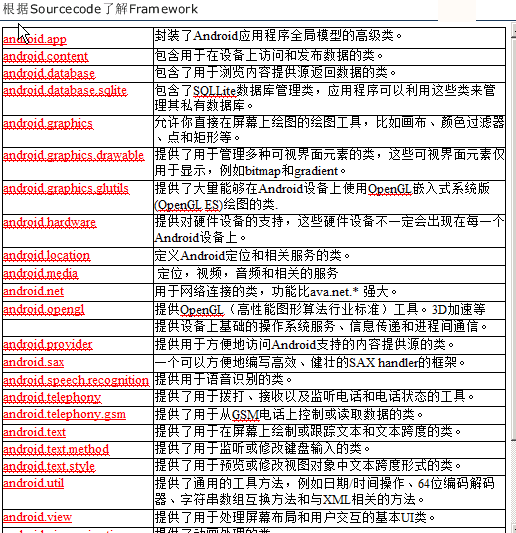 根据Sourcecode了解Framework
android.app 封装了Android应用程序全局模型的高级类。
android.content 包含用于在设备上访问和发布数据的类。
android.database 包含了用于浏览内容提供源返回数据的类。
android.database.sqlite 包含了SQLLite数据库管理类，应用程序可以利用这些类来管
理其私有数据库。
android.graphics 允许你直接在屏幕上绘图的绘图工具，比如画布、颜色过滤器
、点和矩形等。
android.graphics.drawable 提供了用于管理多种可视界面元素的类，这些可视界面元素仅
用于显示，例如bitmap和gradient。
android.graphics.glutils 提供了大量能够在Android设备上使用OpenGL嵌入式系统版
(OpenGL ES)绘图的类.
android.hardware 提供对硬件设备的支持，这些硬件设备不一定会出现在每一个
Android设备上。
android.location 定义Android定位和相关服务的类。
android.media 定位，视频，音频和相关的服务
android.net 用于网络连接的类，功能比ava.net.* 强大。
android.opengl 提供OpenGL（高性能图形算法行业标准）工具。3D加速等
提供设备上基础的操作系统服务、信息传递和进程间通信。
android.provider 提供用于方便地访问Android支持的内容提供源的类。
android.sax 一个可以方便地编写高效、健壮的SAX handler的框架。
android.speech.recognition 提供用于语音识别的类。
android.telephony 提供了用于拨打、接收以及监听电话和电话状态的工具。
android.telephony.gsm 提供了用于从GSM电话上控制或读取数据的类。
android.text 提供了用于在屏幕上绘制或跟踪文本和文本跨度的类。
android.text.method 提供了用于监听或修改键盘输入的类。
android.text.style 提供了用于预览或修改视图对象中文本跨度形式的类。
android.util 提供了通用的工具方法，例如日期/时间操作、64位编码解码
器、字符串数组互换方法和与XML相关的方法。
android.view 提供了用于处理屏幕布局和用户交互的基本UI类。